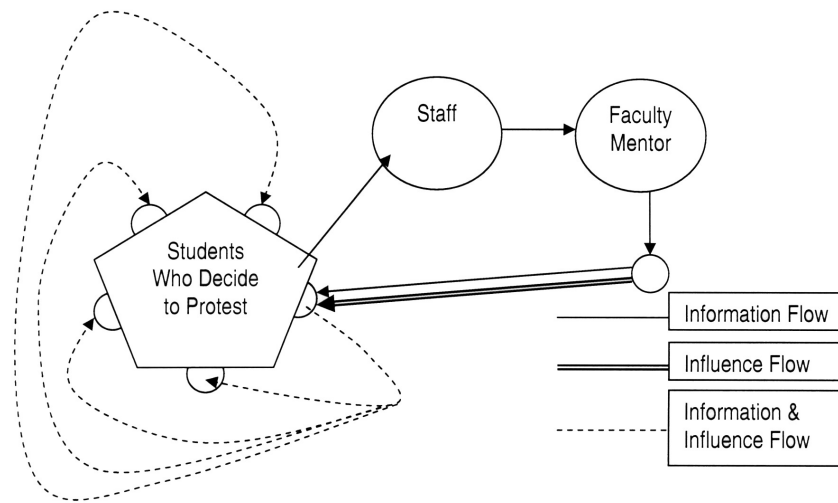 Staff
Faculty
Mentor
Students
Who Decide
to Protest
Information Flow
Influence Flow
Information &
Influence Flow